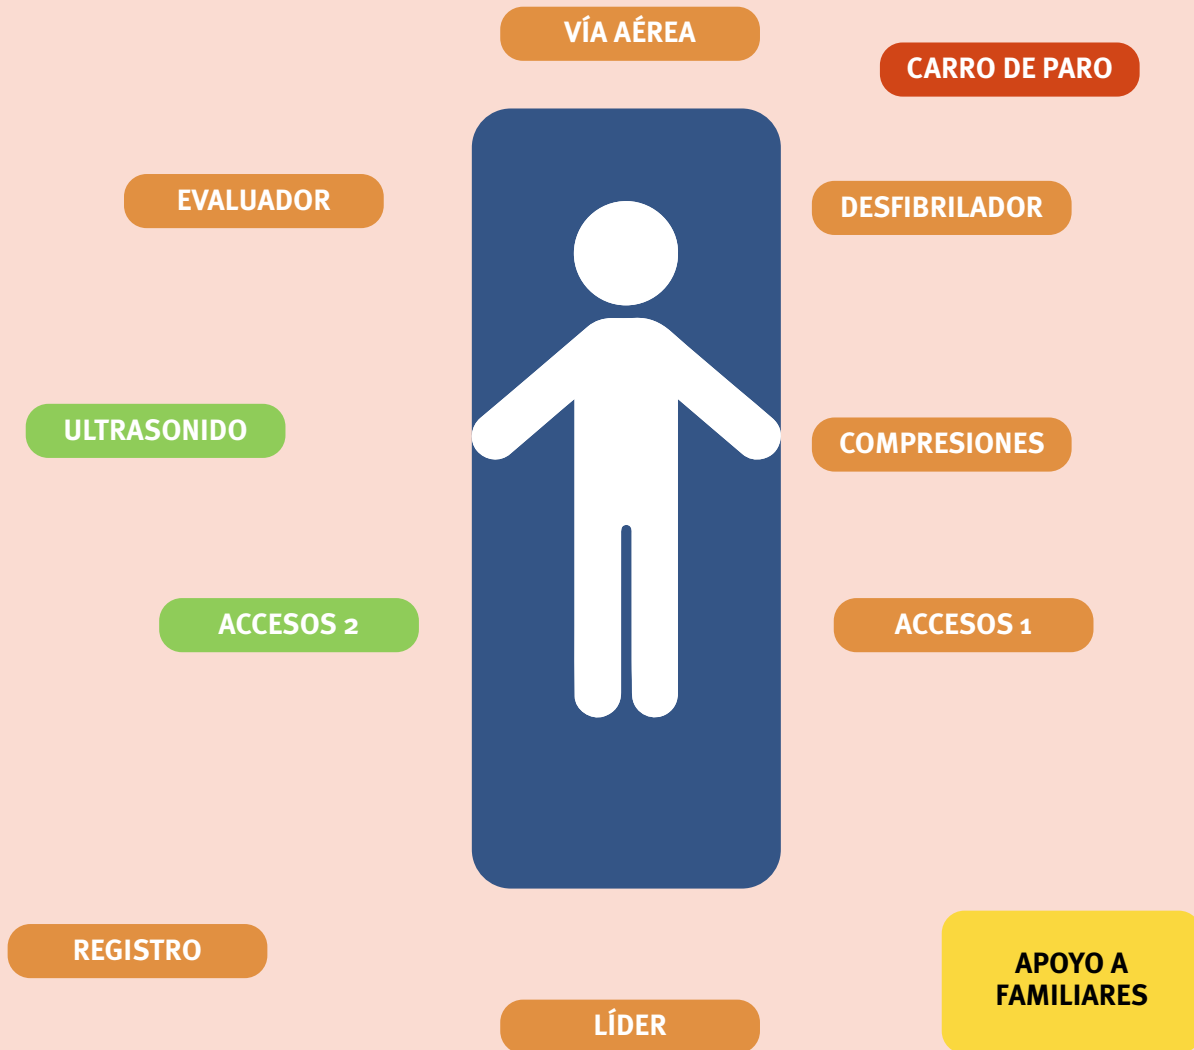 VÍA AÉREA
CARRO DE PARO
EVALUADOR
DESFIBRILADOR
ULTRASONIDO
COMPRESIONES
ACCESOS 2
ACCESOS 1
REGISTRO
APOYO A
FAMILIARES
LÍDER